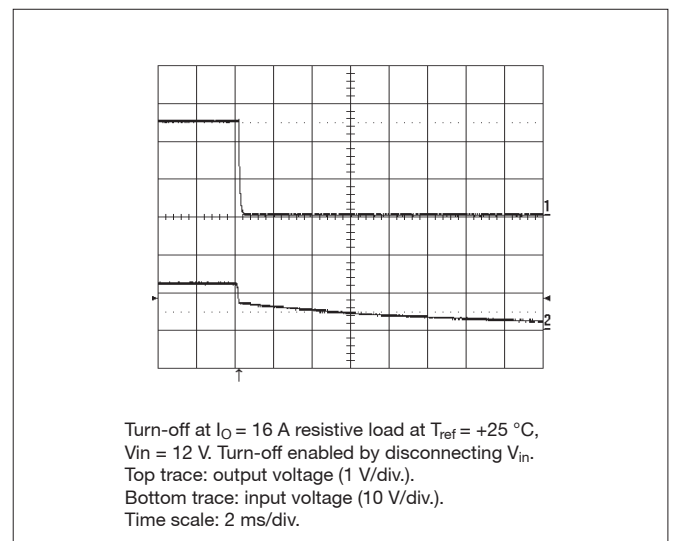 1
2
Turn-off at IO = 16 A resistive load at Tref = +25 °C,
Vin = 12 V. Turn-off enabled by disconnecting Vin.
Top trace: output voltage (1 V/div.).
Bottom trace: input voltage (10 V/div.).
Time scale: 2 ms/div.